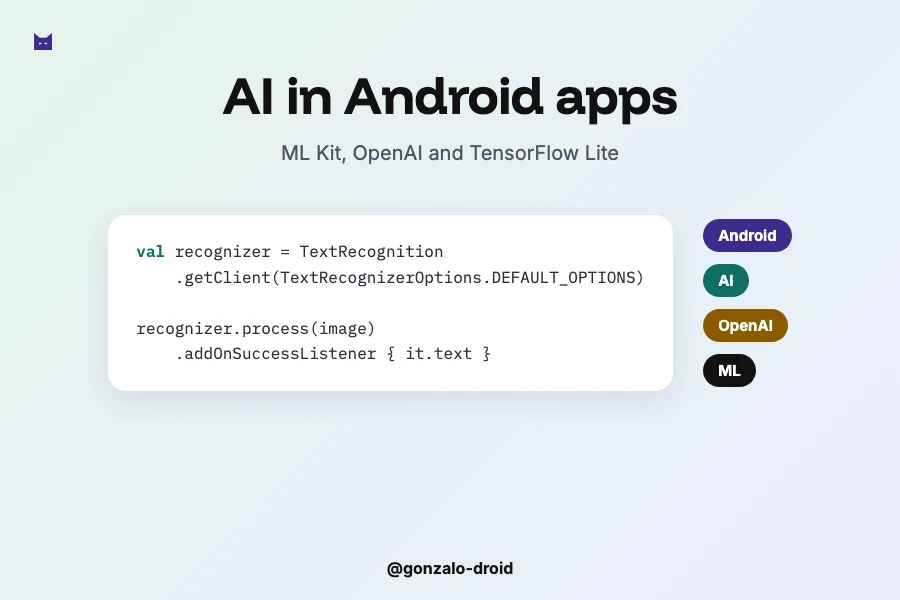 AI in Android apps
ML Kit, OpenAI and TensorFlow Lite
val recognizer = TextRecognition
    .getClient(TextRecognizerOptions.DEFAULT_OPTIONS)
recognizer.process(image)
    .addOnSuccessListener { it.text }
Android
AI
OpenAI
ML
@gonzalo-droid